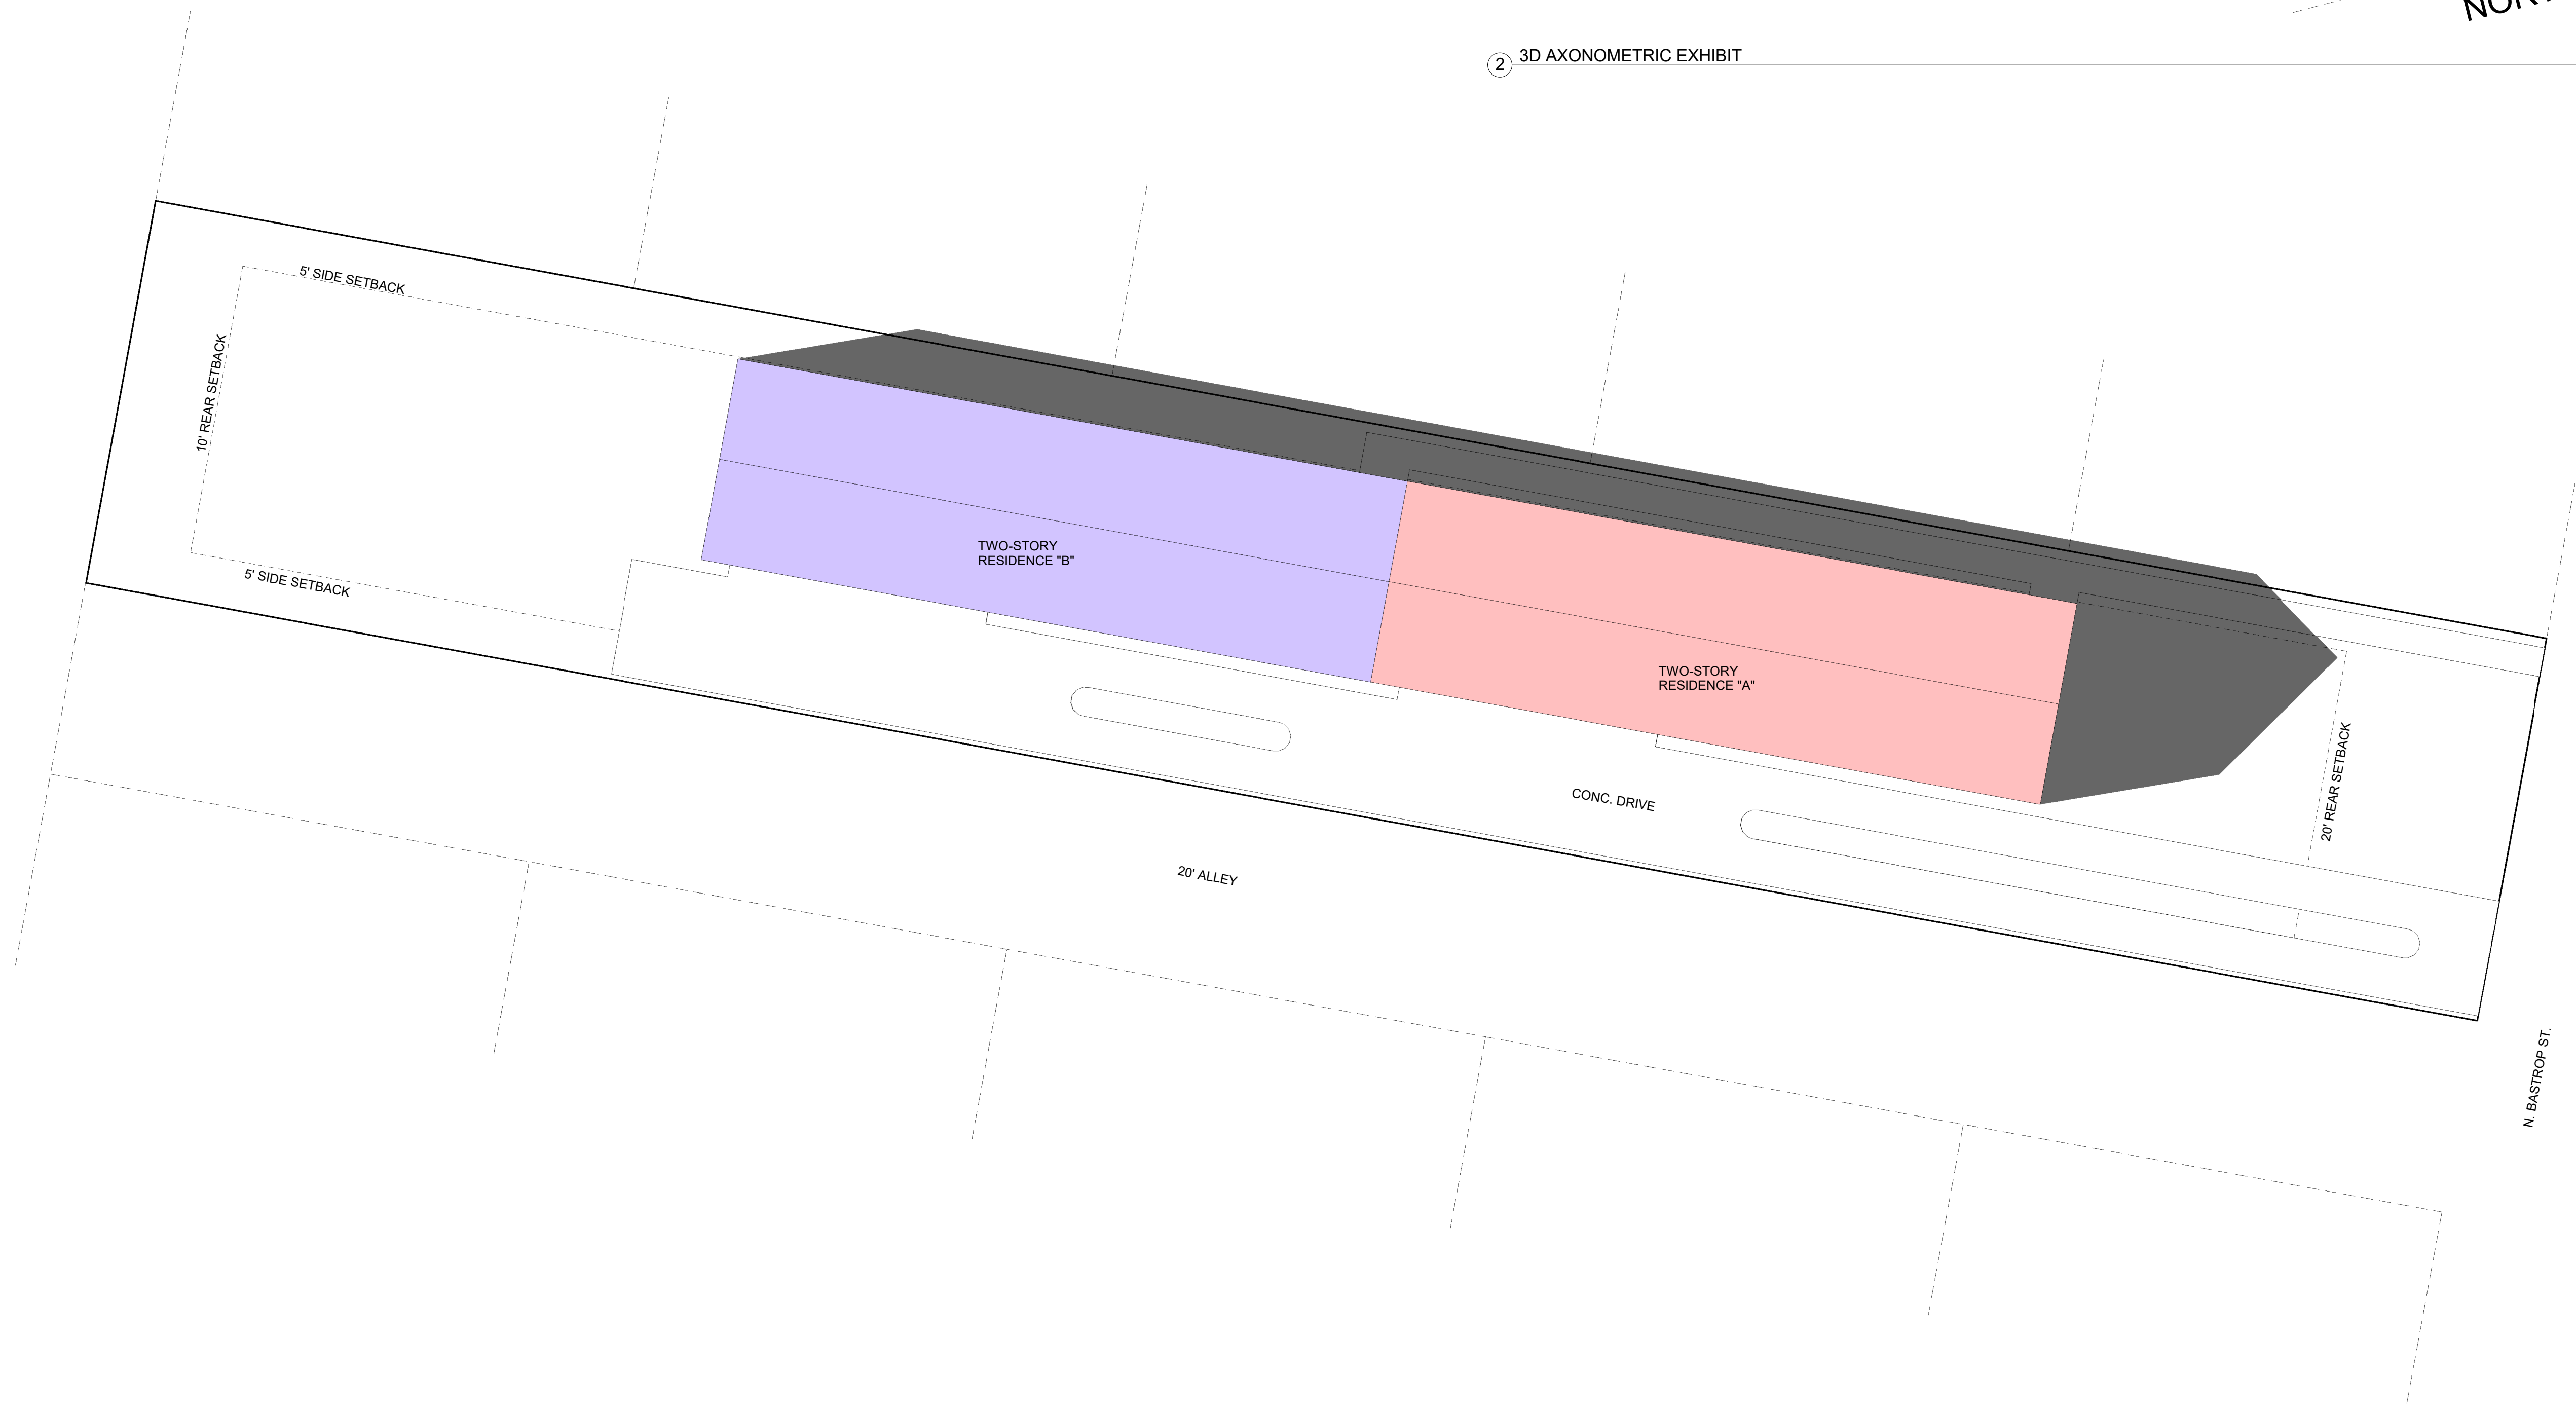 2 3D AXONOMETRIC EXHIBIT
5' SIDE SETBACK
10' REAR SETBACK
5' SIDE SETBACK
TWO-STORY
RESIDENCE "B"
TWO-STORY
RESIDENCE "A"
CONC. DRIVE
20' REAR SETBACK
20' ALLEY
N. BASTROP ST.